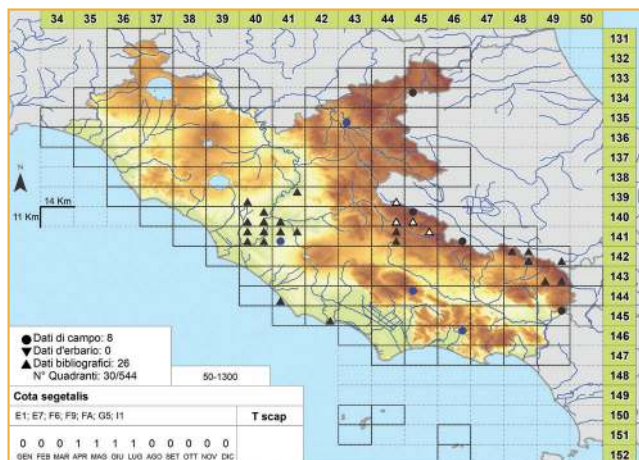 34 35 36 37 38 39 40 41 42 43 44 45 46 47 48 49 50
131
132
133
134
135
136
137
138
N
14 Km
139
11 Km
140
141
142
143
144
145
Dati di campo: 8
146
Dati d'erbario: 0
147
Dati bibliografici: 26
N° Quadranti: 30/544
50-1300
148
149
Cota segetalis
E1; E7; F6; F9; FA; G5; I1
T scap
150
151
0 0 0 1 1 1 1 0 0 0 0 0
GEN FEB MAR APR MAG GIU LUG AGO SET OTT NOV DIC
152